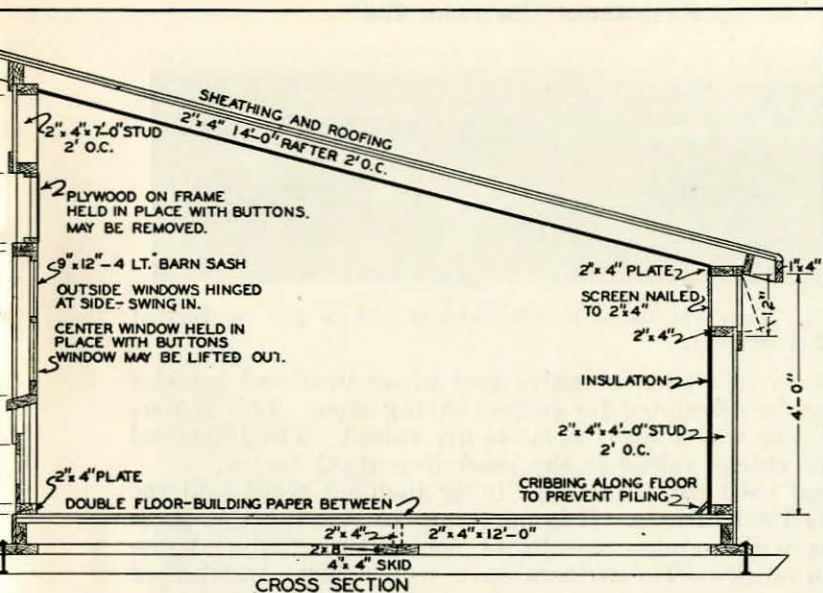 SHEATHING AND ROOFING
2"x 4" 14'-0" RAFTER 2' O.C.
2"x 4"x 7'-0" STUD
2' O.C.
PLYWOOD ON FRAME
HELD IN PLACE WITH BUTTONS.
MAY BE REMOVED.
9"x 12"-4 LT. BARN SASH
OUTSIDE WINDOWS HINGED
AT SIDE-SWING IN.
CENTER WINDOW HELD IN
PLACE WITH BUTTONS
WINDOW MAY BE LIFTED OUT.
2"x 4" PLATE
1"x 4"
SCREEN NAILED
TO 2"x 4"
12"
2"x 4"
INSULATION
4'-0"
2"x 4"x 4'-0" STUD
2' O.C.
2"x 4" PLATE
CRIBBING ALONG FLOOR
TO PREVENT PILING
DOUBLE FLOOR-BUILDING PAPER BETWEEN
2"x 4"
2"x 4"x 12'-0"
2x8
4"x 4" SKID
CROSS SECTION